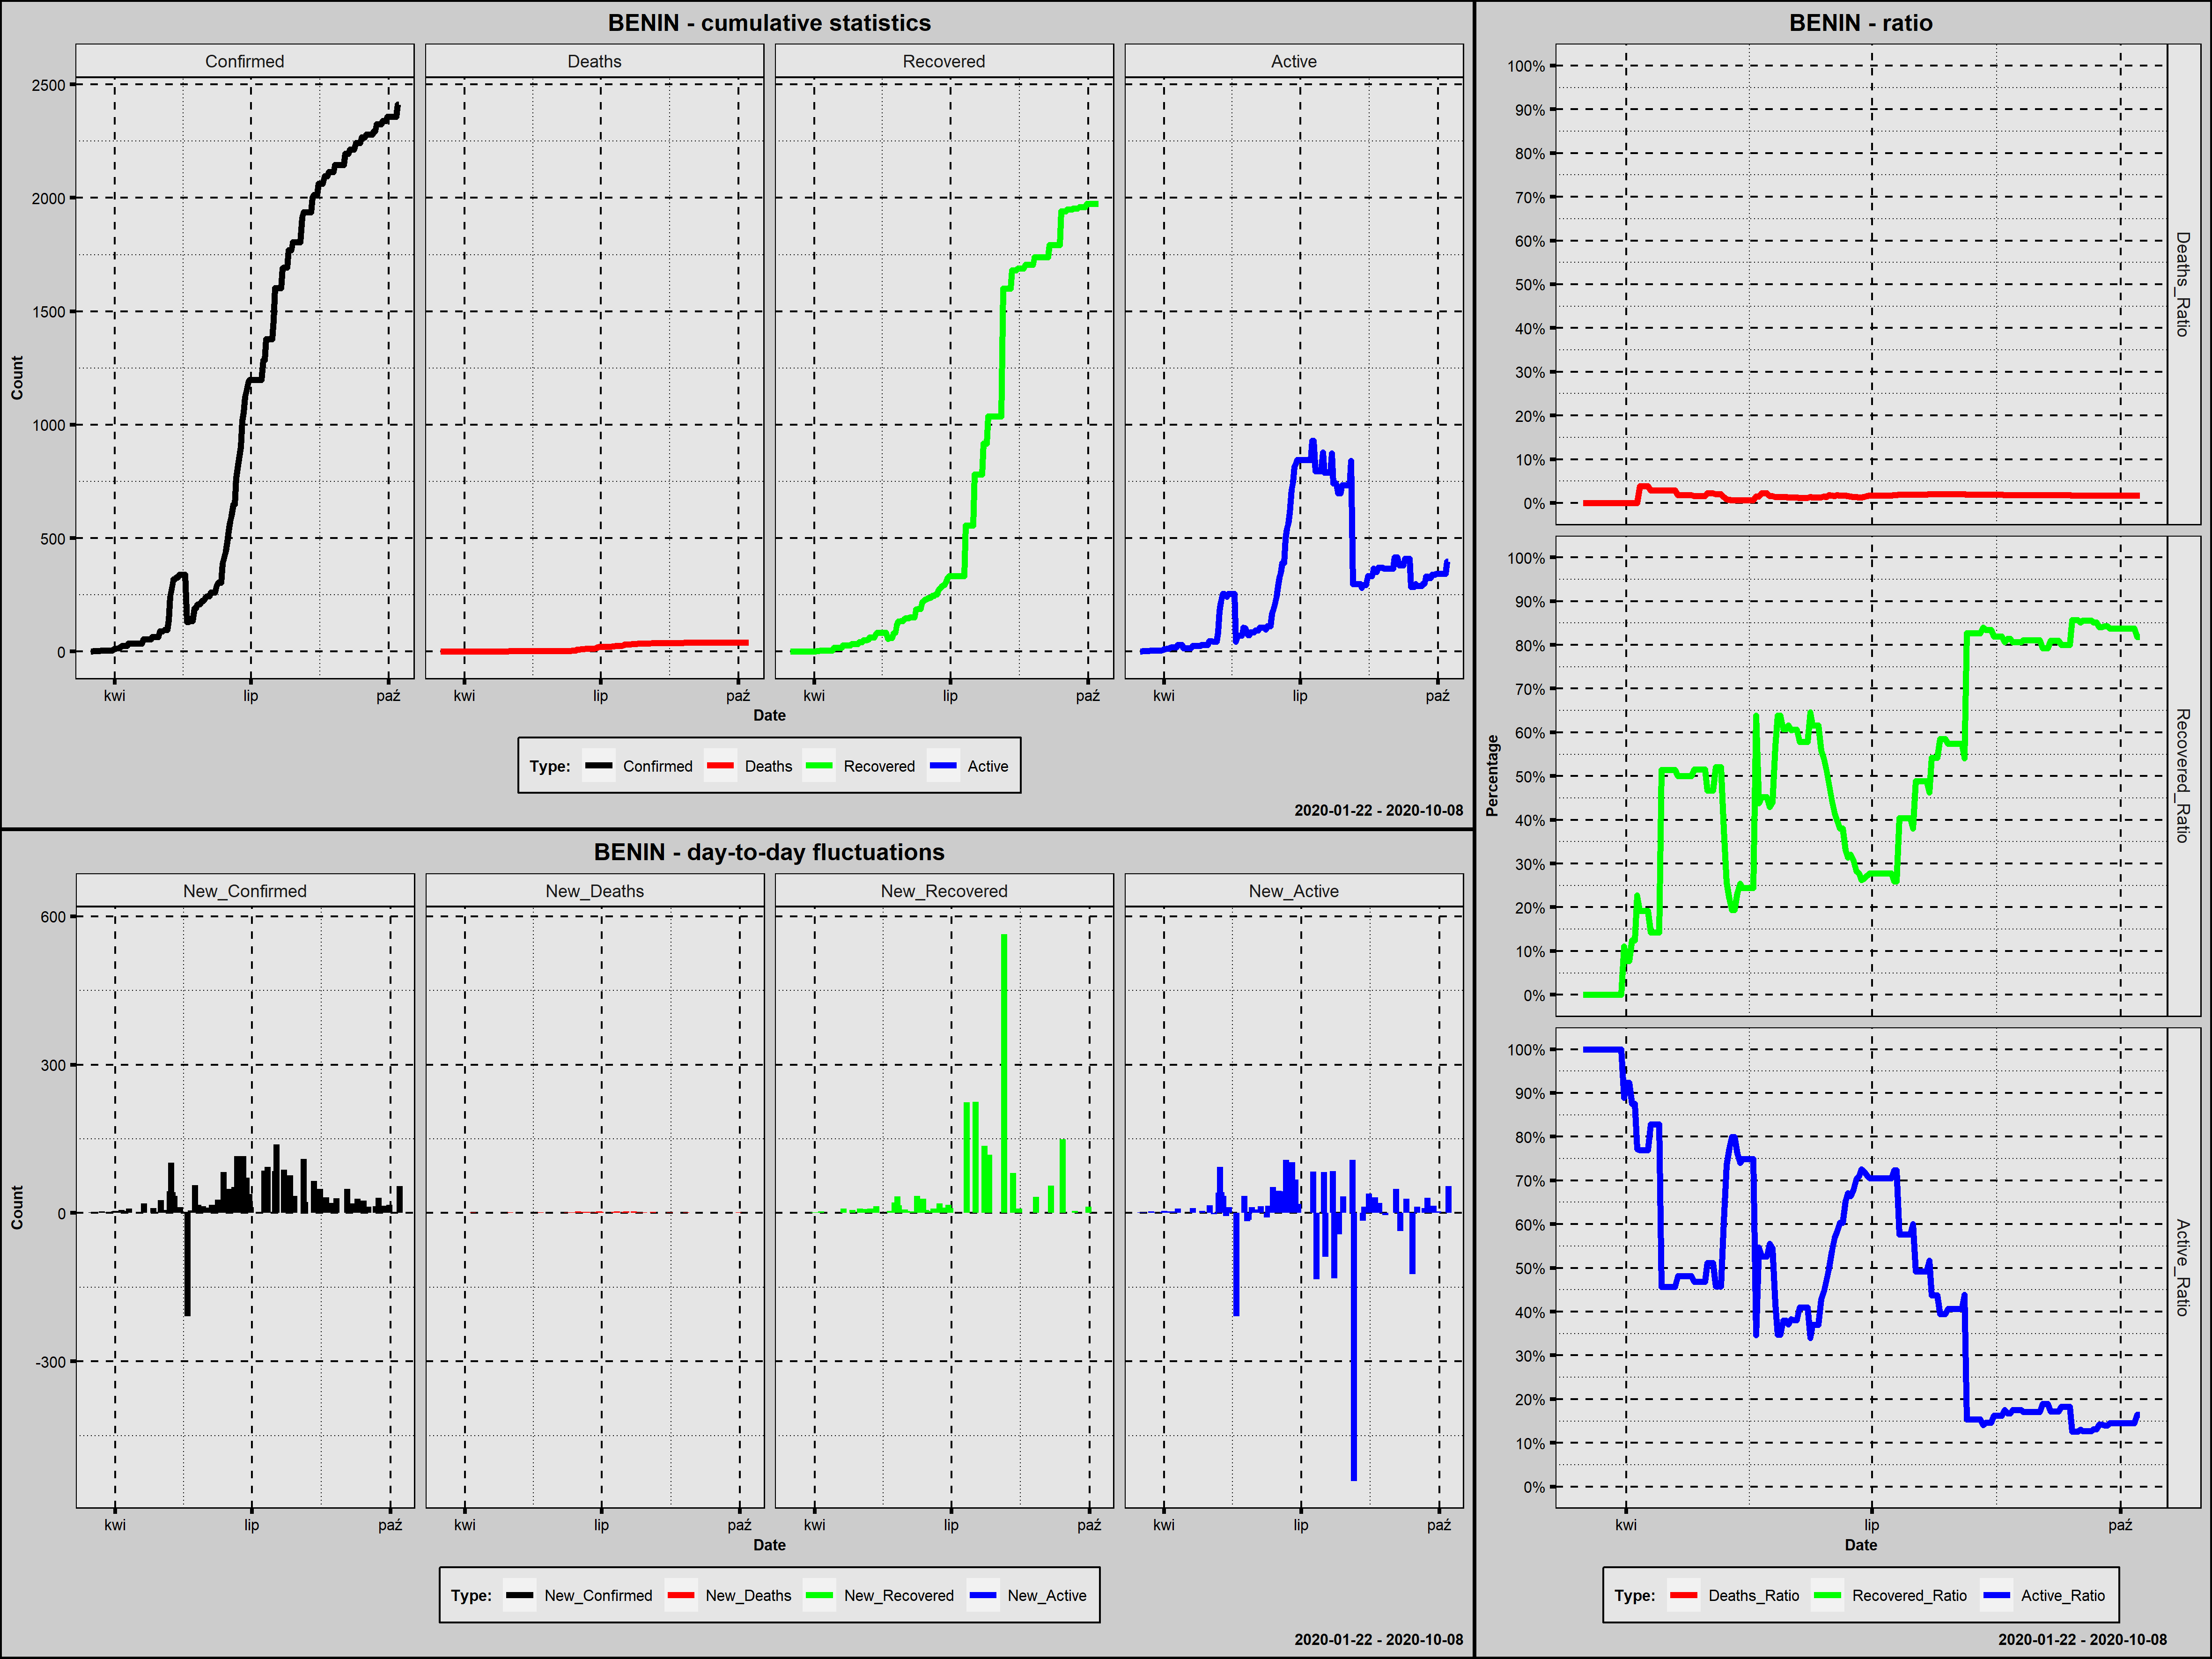 BENIN - cumulative statistics
Confirmed Deaths Recovered Active
Count
2500
2000
1500
1000
500
0
kwi lip paź kwi lip paź kwi lip paź kwi lip paź
Date
Type: Confirmed Deaths Recovered Active
2020-01-22 - 2020-10-08
BENIN - day-to-day fluctuations
New_Confirmed New_Deaths New_Recovered New_Active
Count
600
300
0
-300
kwi lip paź kwi lip paź kwi lip paź kwi lip paź
Date
Type: New_Confirmed New_Deaths New_Recovered New_Active
2020-01-22 - 2020-10-08
BENIN - ratio
Percentage
100%
90%
80%
70%
60%
50%
40%
30%
20%
10%
0%
Deaths_Ratio
100%
90%
80%
70%
60%
50%
40%
30%
20%
10%
0%
Recovered_Ratio
100%
90%
80%
70%
60%
50%
40%
30%
20%
10%
0%
Active_Ratio
kwi lip paź
Date
Type: Deaths_Ratio Recovered_Ratio Active_Ratio
2020-01-22 - 2020-10-08